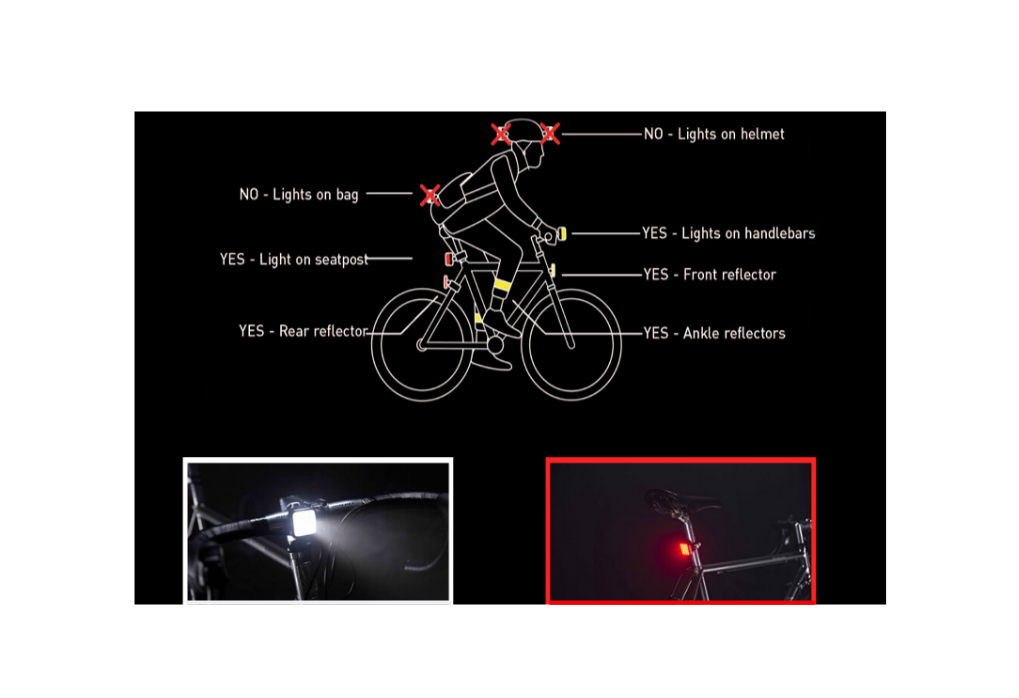 NO - Lights on helmet
NO - Lights on bag
YES - Lights on handlebars
YES - Light on seatpost
YES - Front reflector
YES - Rear reflector
YES - Ankle reflectors